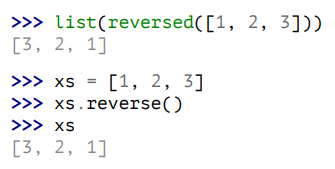 >>> list(reversed([1, 2, 3]))
[3, 2, 1]
>>> xs = [1, 2, 3]
>>> xs.reverse()
>>> xs
[3, 2, 1]